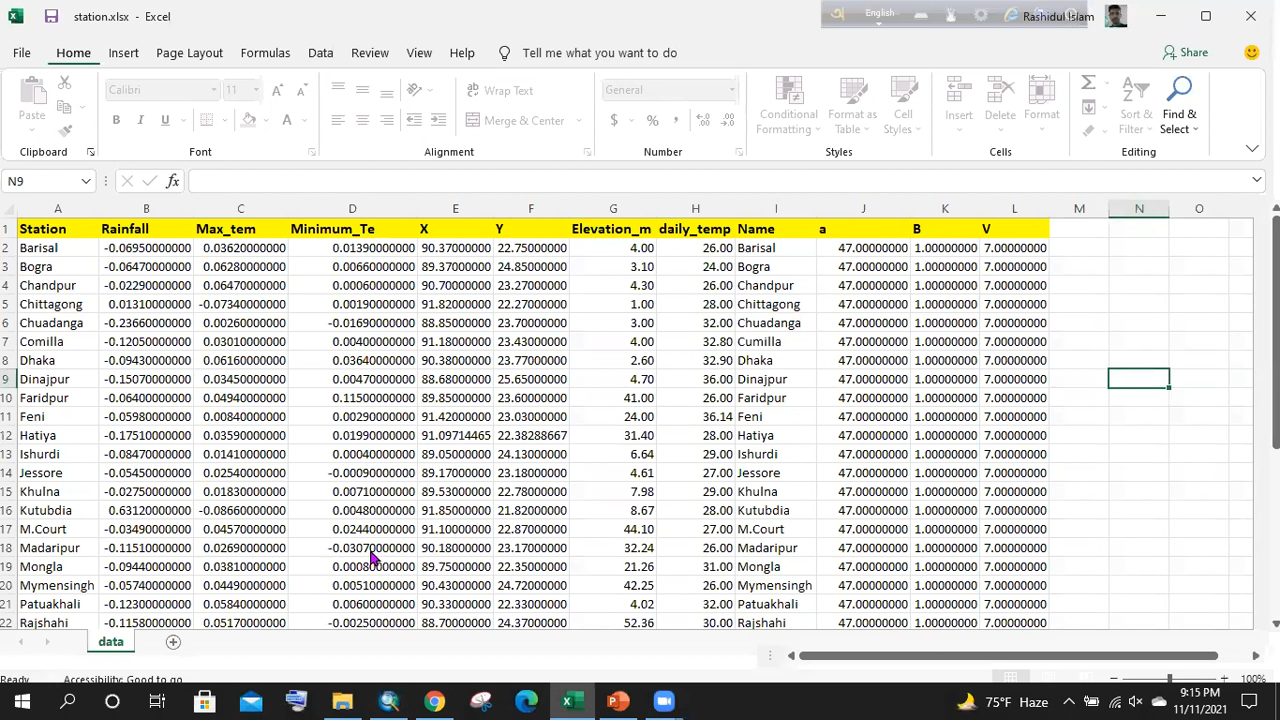 station.xlsx - Excel
English
Rashidul Islam
File Home Insert Page Layout Formulas Data Review View Help Tell me what you want to do Share
Paste Calibri 11 Wrap Text General Conditional Formatting Format as Table Cell Styles Insert Delete Format Sort & Filter Find & Select
B I U Merge & Center $ %
Clipboard Font Alignment Number Styles Cells Editing
N9 fx
A B C D E F G H I J K L M N O
1 Station Rainfall Max_tem Minimum_Te X Y Elevation_m daily_temp Name a B V
2 Barisal -0.06950000000 0.03620000000 0.01390000000 90.37000000 22.75000000 4.00 26.00 Barisal 47.00000000 1.00000000 7.00000000
3 Bogra -0.06470000000 0.06280000000 0.00660000000 89.37000000 24.85000000 3.10 24.00 Bogra 47.00000000 1.00000000 7.00000000
4 Chandpur -0.02290000000 0.06470000000 0.00060000000 90.70000000 23.27000000 4.30 26.00 Chandpur 47.00000000 1.00000000 7.00000000
5 Chittagong 0.01310000000 -0.07340000000 0.00190000000 91.82000000 22.27000000 1.00 28.00 Chittagong 47.00000000 1.00000000 7.00000000
6 Chuadanga -0.23660000000 0.00260000000 -0.01690000000 88.85000000 23.70000000 3.00 32.00 Chuadanga 47.00000000 1.00000000 7.00000000
7 Comilla -0.12050000000 0.03010000000 0.00400000000 91.18000000 23.43000000 4.00 32.80 Cumilla 47.00000000 1.00000000 7.00000000
8 Dhaka -0.09430000000 0.06160000000 0.03640000000 90.38000000 23.77000000 2.60 32.90 Dhaka 47.00000000 1.00000000 7.00000000
9 Dinajpur -0.15070000000 0.03450000000 0.00470000000 88.68000000 25.65000000 4.70 36.00 Dinajpur 47.00000000 1.00000000 7.00000000
10 Faridpur -0.06400000000 0.04940000000 0.11500000000 89.85000000 23.60000000 41.00 28.00 Faridpur 47.00000000 1.00000000 7.00000000
11 Feni -0.05980000000 0.00840000000 0.00290000000 91.42000000 23.03000000 24.00 36.14 Feni 47.00000000 1.00000000 7.00000000
12 Hatiya -0.17510000000 0.03590000000 0.01990000000 91.09714465 22.38288667 31.40 28.00 Hatiya 47.00000000 1.00000000 7.00000000
13 Ishurdi -0.08470000000 0.01410000000 0.00040000000 89.05000000 24.13000000 6.64 29.00 Ishurdi 47.00000000 1.00000000 7.00000000
14 Jessore -0.05450000000 0.02540000000 -0.00090000000 89.17000000 23.18000000 4.61 27.00 Jessore 47.00000000 1.00000000 7.00000000
15 Khulna -0.02750000000 0.01830000000 0.00710000000 89.53000000 22.78000000 7.98 29.00 Khulna 47.00000000 1.00000000 7.00000000
16 Kutubdia 0.63120000000 -0.08660000000 0.00480000000 91.85000000 21.82000000 8.67 28.00 Kutubdia 47.00000000 1.00000000 7.00000000
17 M.Court -0.03490000000 0.04570000000 0.02440000000 91.10000000 22.87000000 44.10 27.00 M.Court 47.00000000 1.00000000 7.00000000
18 Madaripur -0.11510000000 0.02690000000 -0.03070000000 90.18000000 23.17000000 32.24 26.00 Madaripur 47.00000000 1.00000000 7.00000000
19 Mongla -0.09440000000 0.03810000000 0.00080000000 89.75000000 22.35000000 21.26 31.00 Mongla 47.00000000 1.00000000 7.00000000
20 Mymensingh -0.05740000000 0.04490000000 0.00510000000 90.43000000 24.72000000 42.25 26.00 Mymensingh 47.00000000 1.00000000 7.00000000
21 Patuakhali -0.12300000000 0.05840000000 0.00600000000 90.33000000 22.33000000 4.02 32.00 Patuakhali 47.00000000 1.00000000 7.00000000
22 Rajshahi -0.11580000000 0.05170000000 -0.00250000000 88.70000000 24.37000000 52.36 30.00 Rajshahi 47.00000000 1.00000000 7.00000000
data
Ready Accessibility: Good to go 100%
75°F Haze 9:15 PM
11/11/2021